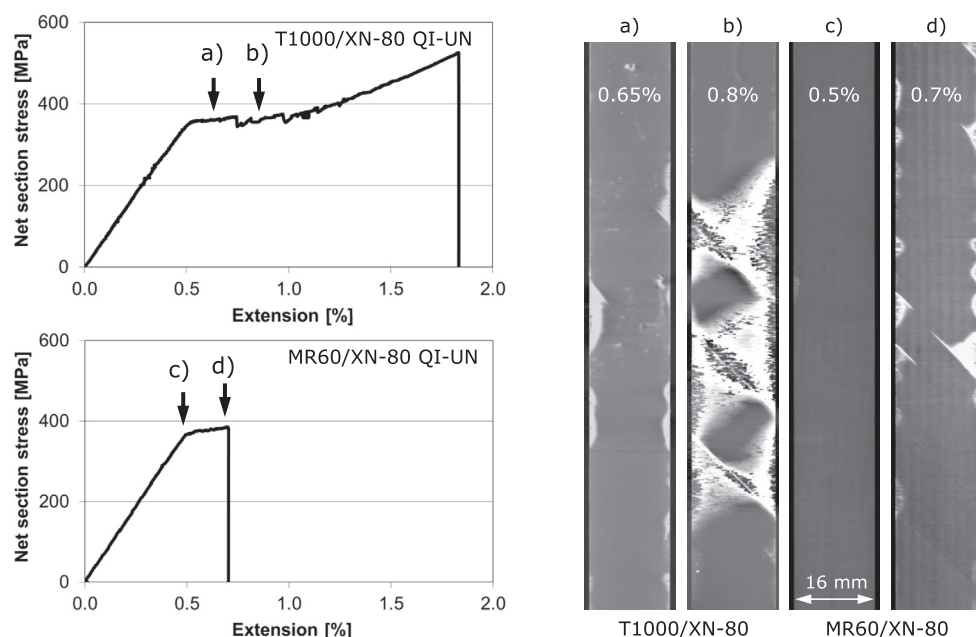 600
T1000/XN-80 QI-UN
a) b)
400
200
0
0.0 0.5 1.0 1.5 2.0
Extension [%]
Net section stress [MPa]
600
MR60/XN-80 QI-UN
c) d)
400
200
0
0.0 0.5 1.0 1.5 2.0
Extension [%]
Net section stress [MPa]
a) b) c) d)
0.65% 0.8% 0.5% 0.7%
16 mm
T1000/XN-80 MR60/XN-80